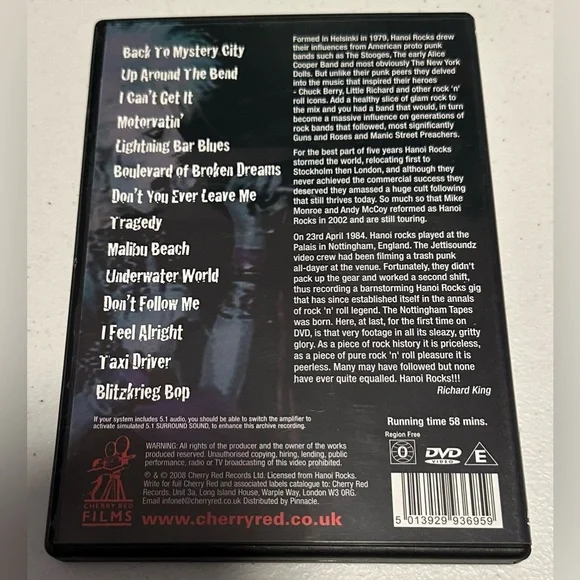 Back To Mystery City
Up Around The Bend
I Can't Get It
Motorvatin'
Lightning Bar Blues
Boulevard of Broken Dreams
Don't You Ever Leave Me
Tragedy
Malibu Beach
Underwater World
Don't Follow Me
I Feel Alright
Taxi Driver
Blitzkrieg Bop
Formed in Helsinki in 1979, Hanoi Rocks drew
their influences from American proto punk
bands such as The Stooges, The early Alice
Cooper Band and most obviously The New York
Dolls. But unlike their punk peers they delved
into the music that inspired their heroes
- Chuck Berry, Little Richard and other rock 'n'
roll icons. Add a healthy slice of glam rock to
the mix and you had a band that would, in turn
become a massive influence on generations of
rock bands that followed, most significantly
Guns and Roses and Manic Street Preachers.
For the best part of five years Hanoi Rocks
stormed the world, relocating first to
Stockholm then London, and although they
never achieved the commercial success they
deserved they amassed a huge cult following
that still thrives today. So much so that Mike
Monroe and Andy McCoy reformed as Hanoi
Rocks in 2002 and are still touring.
On 23rd April 1984. Hanoi rocks played at the
Palais in Nottingham, England. The Jettisoundz
video crew had been filming a trash punk
all-dayer at the venue. Fortunately, they didn't
pack up the gear and worked a second shift,
thus recording a barnstorming Hanoi Rocks gig
that has since established itself in the annals
of rock 'n' roll legend. The Nottingham Tapes
was born. Here, at last, for the first time on
DVD, is that very footage in all its sleazy, gritty
glory. As a piece of history it is priceless,
as a piece of pure rock 'n' roll pleasure it is
peerless. Many may have followed but none
have ever quite equalled. Hanoi Rocks!!!
Richard King
If your system includes 5.1 audio, you should be able to switch the amplifier to
activate simulated 5.1 SURROUND SOUND, to enhance this archive recording.
Running time 58 mins.
WARNING: All rights of the producer and the owner of the works
produced reserved. Unauthorised copying, hiring, lending, public
performance, radio or TV broadcasting of this video prohibited.
℗ & © 2008 Cherry Red Records Ltd. Licensed from Hanoi Rocks.
Write for full Cherry Red and associated labels catalogue to: Cherry Red
Records, Unit 3a, Long Island House, Warple Way, London W3 0RG.
Email infonet@cherryred.co.uk Distributed by Pinnacle.
CHERRY RED
FILMS
www.cherryred.co.uk
Region Free
0
DVD
VIDEO
E
5 013929 936959